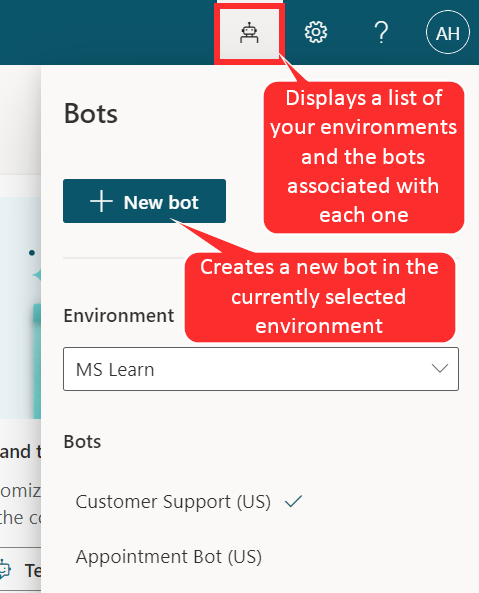 AH
?
Displays a list of
your environments
and the bots
associated with
each one
Bots
+ New bot
Creates a new bot in the
currently selected
environment
Environment
MS Learn
Bots
and t
Customer Support (US)
omiz
the co
Appointment Bot (US)
Te